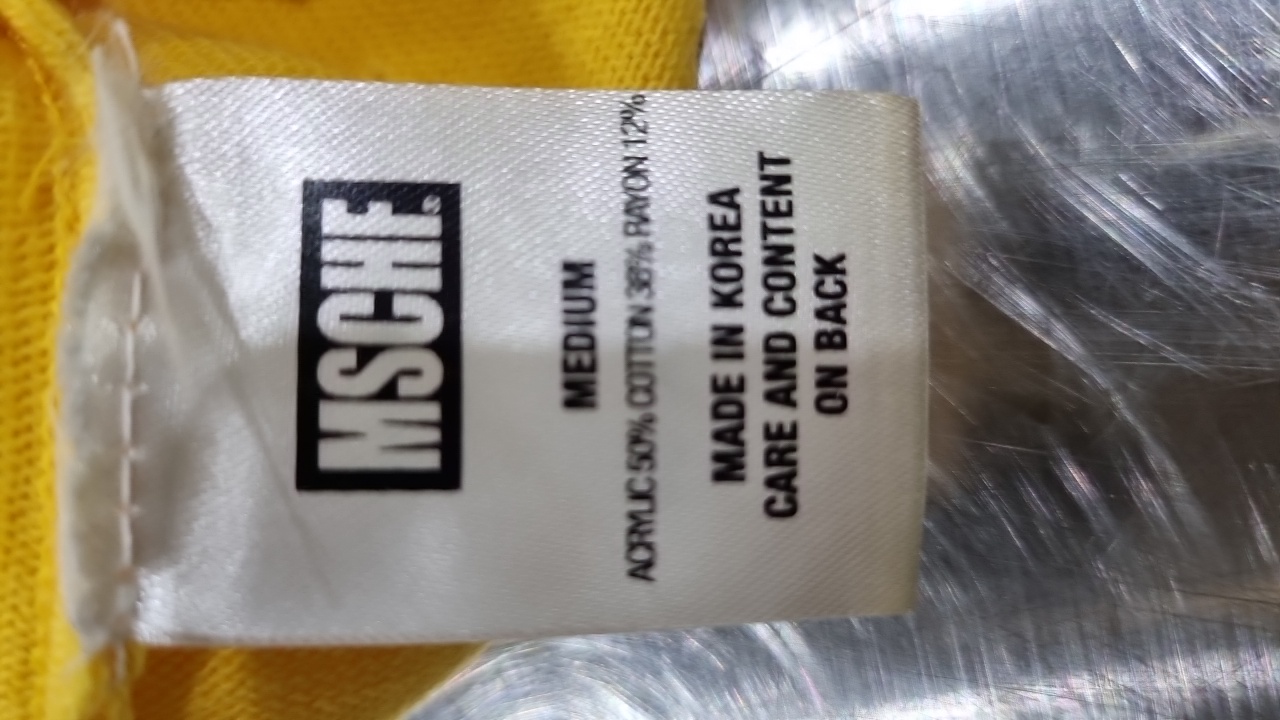 MSCHF.
MEDIUM
ACRYLIC 50% COTTON 38% RAYON 12%
MADE IN KOREA
CARE AND CONTENT
ON BACK